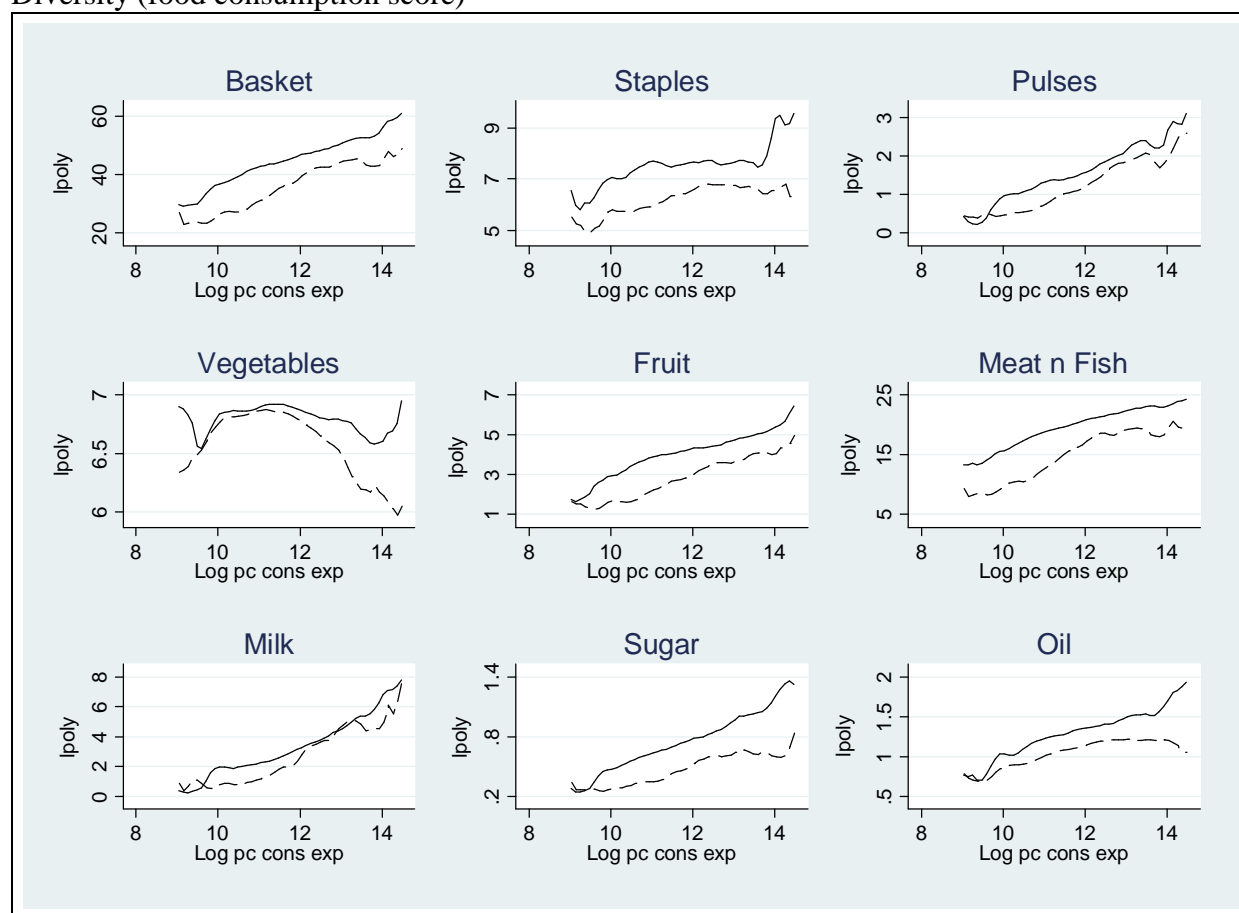 Diversity (food consumption score)
Basket
Staples
Pulses
lpoly
20
40
60
8
10
12
14
Log pc cons exp
lpoly
5
7
9
8
10
12
14
Log pc cons exp
lpoly
0
1
2
3
8
10
12
14
Log pc cons exp
Vegetables
Fruit
Meat n Fish
lpoly
6
6.5
7
8
10
12
14
Log pc cons exp
lpoly
1
3
5
7
8
10
12
14
Log pc cons exp
lpoly
5
15
25
8
10
12
14
Log pc cons exp
Milk
Sugar
Oil
lpoly
0
2
4
6
8
8
10
12
14
Log pc cons exp
lpoly
.2
.8
1.4
8
10
12
14
Log pc cons exp
lpoly
.5
1
1.5
2
8
10
12
14
Log pc cons exp